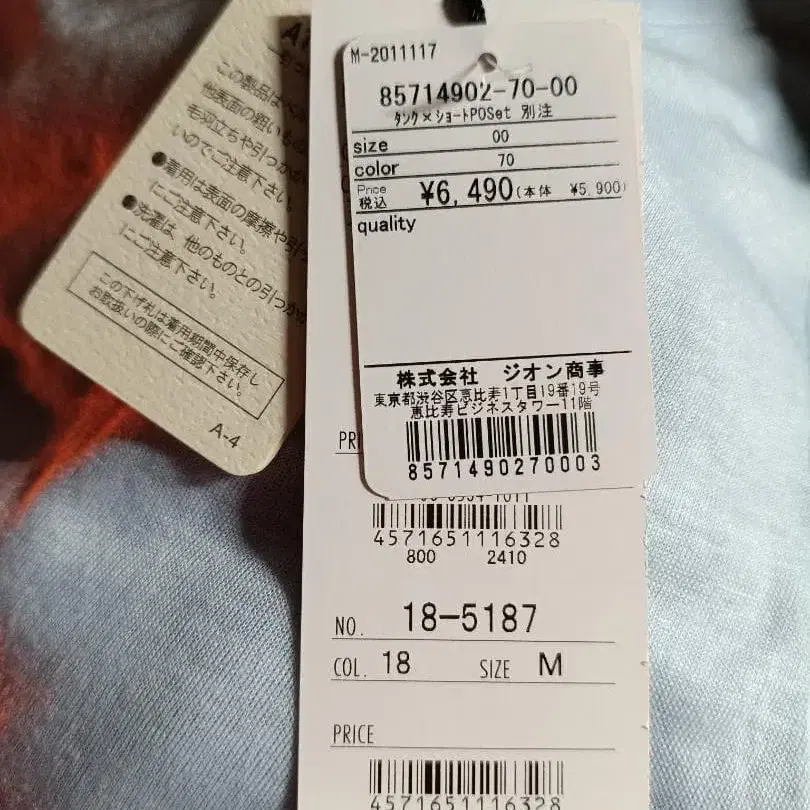 この製品は
他表面の粗いもの
毛羽立ちや引つかか
いのでご注意下さい。
●着用は表面の摩擦や引っ
にご注意下さい。
●洗濯は、他のものとの引っかか
にご注意下さい。
この下げ札は着用期間中保存し
お取扱いの際にご確認下さい。
A-4
M-2011117
85714902-70-00
ﾀﾝｸ×ｼｮｰﾄPOSet 別注
size 00
color 70
Price
税込 ¥6,490(本体 ¥5,900)
quality
株式会社 ジオン商事
東京都渋谷区恵比寿1丁目19番19号
恵比寿ビジネスタワー11階
8571490270003
PRI
4571651116328
800 2410
NO. 18-5187
COL. 18 SIZE M
PRICE
4571651116328